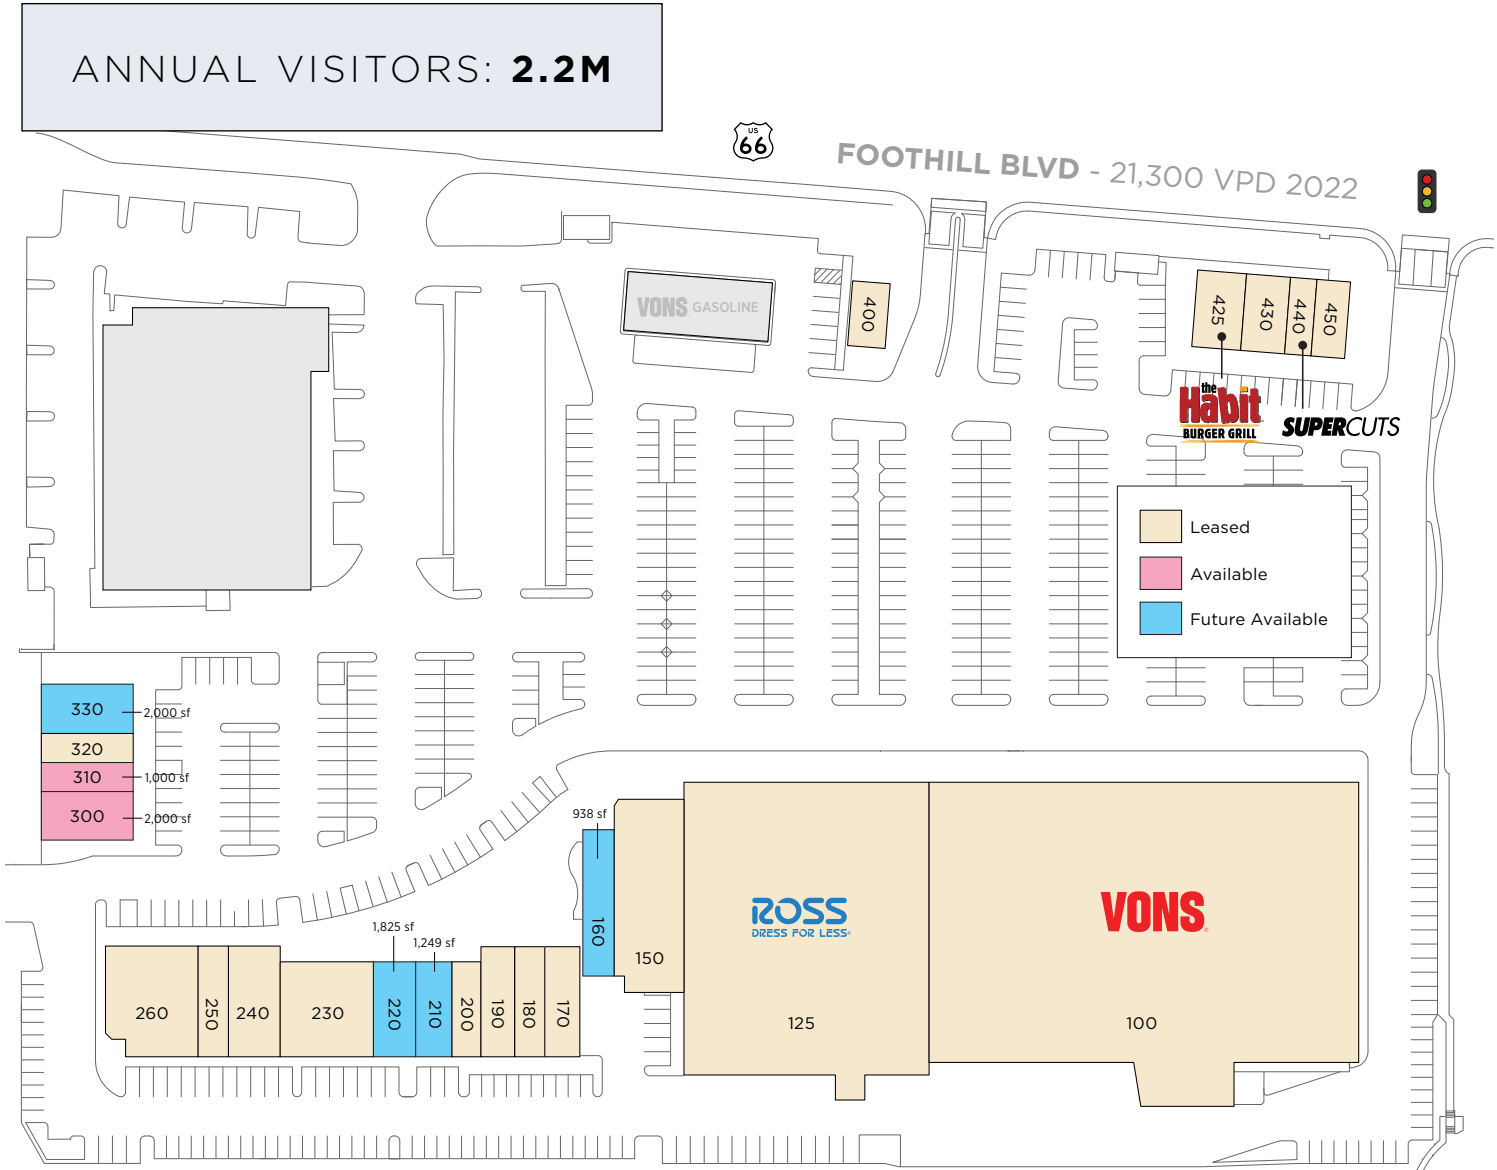 ANNUAL VISITORS: 2.2M
US
66
FOOTHILL BLVD - 21,300 VPD 2022
VONS GASOLINE
400
425
430
440
450
the
Habit
BURGER GRILL
SUPERCUTS
Leased
Available
Future Available
330
2,000 sf
320
310
1,000 sf
300
2,000 sf
938 sf
160
150
ROSS
DRESS FOR LESS
125
VONS
100
1,825 sf
1,249 sf
260
250
240
230
220
210
200
190
180
170